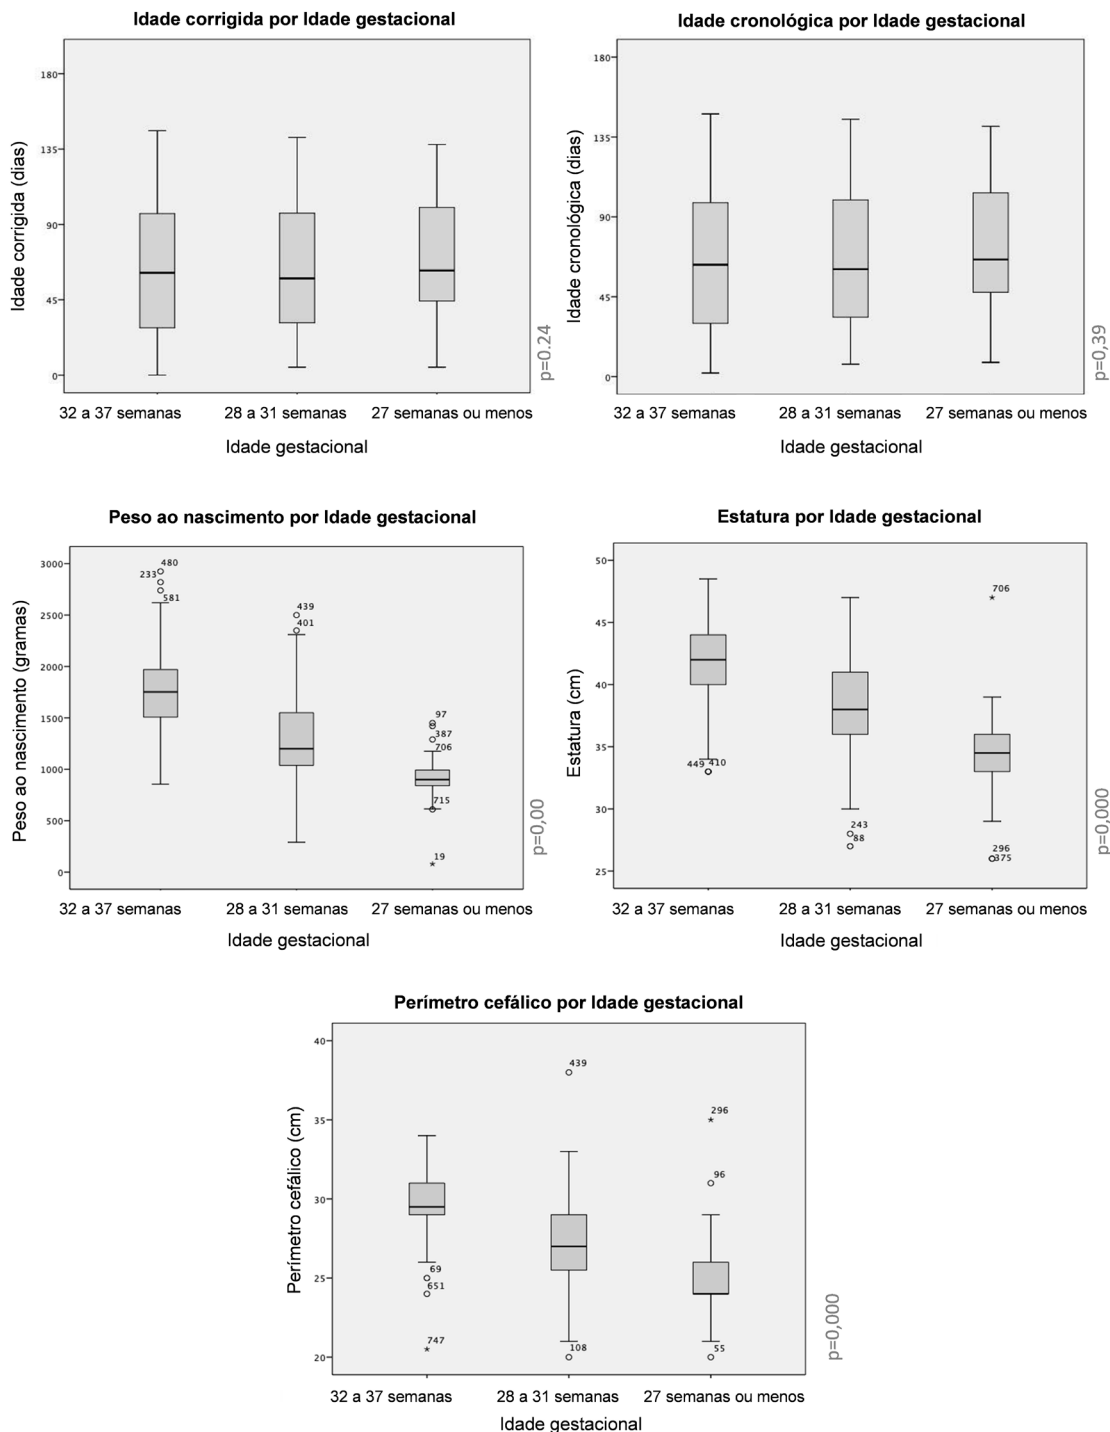 Idade corrigida por Idade gestacional
Idade corrigida (dias)
180
135
90
45
0
32 a 37 semanas 28 a 31 semanas 27 semanas ou menos
Idade gestacional
p=0.24
Idade cronológica por Idade gestacional
Idade cronológica (dias)
180
135
90
45
0
32 a 37 semanas 28 a 31 semanas 27 semanas ou menos
Idade gestacional
p=0,39
Peso ao nascimento por Idade gestacional
Peso ao nascimento (gramas)
3000
2500
2000
1500
1000
500
0
480
233
581
439
401
97
387
706
715
19
32 a 37 semanas 28 a 31 semanas 27 semanas ou menos
Idade gestacional
p=0,00
Estatura por Idade gestacional
Estatura (cm)
50
45
40
35
30
25
449 410
243
88
706
296
375
32 a 37 semanas 28 a 31 semanas 27 semanas ou menos
Idade gestacional
p=0,000
Perímetro cefálico por Idade gestacional
Perímetro cefálico (cm)
40
35
30
25
20
69
651
747
439
108
296
96
55
32 a 37 semanas 28 a 31 semanas 27 semanas ou menos
Idade gestacional
p=0,000